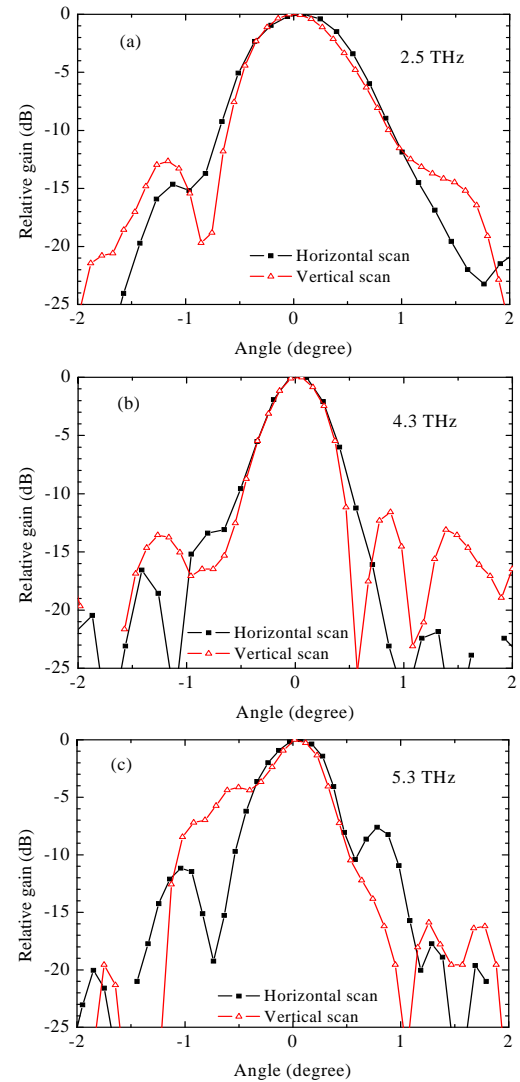 0
(a)
2.5 THz
-5
-10
-15
-20
-25
Relative gain (dB)
Horizontal scan
Vertical scan
-2 -1 0 1 2
Angle (degree)
0
(b)
4.3 THz
-5
-10
-15
-20
-25
Relative gain (dB)
Horizontal scan
Vertical scan
-2 -1 0 1 2
Angle (degree)
0
(c)
5.3 THz
-5
-10
-15
-20
-25
Relative gain (dB)
Horizontal scan
Vertical scan
-2 -1 0 1 2
Angle (degree)